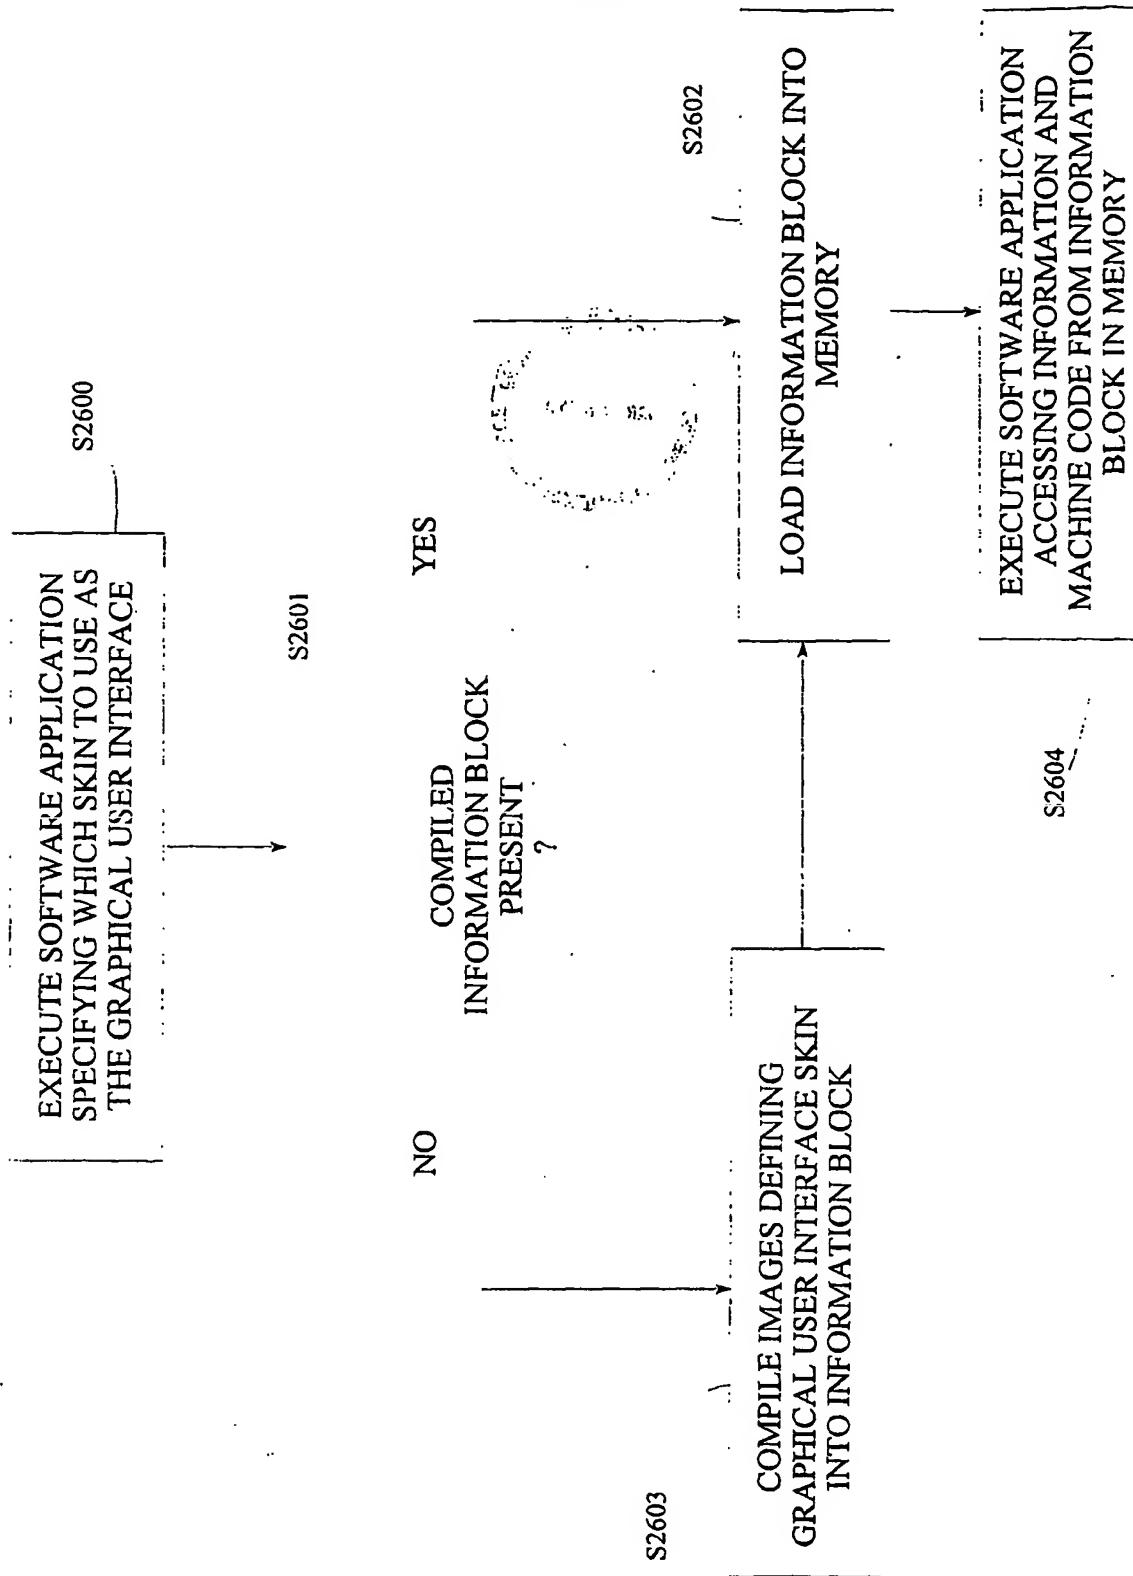 EXECUTE SOFTWARE APPLICATION
SPECIFYING WHICH SKIN TO USE AS
THE GRAPHICAL USER INTERFACE
S2600
S2601
COMPILED
INFORMATION BLOCK
PRESENT
?
NO
YES
S2603
COMPILE IMAGES DEFINING
GRAPHICAL USER INTERFACE SKIN
INTO INFORMATION BLOCK
S2602
LOAD INFORMATION BLOCK INTO
MEMORY
S2604
EXECUTE SOFTWARE APPLICATION
ACCESSING INFORMATION AND
MACHINE CODE FROM INFORMATION
BLOCK IN MEMORY